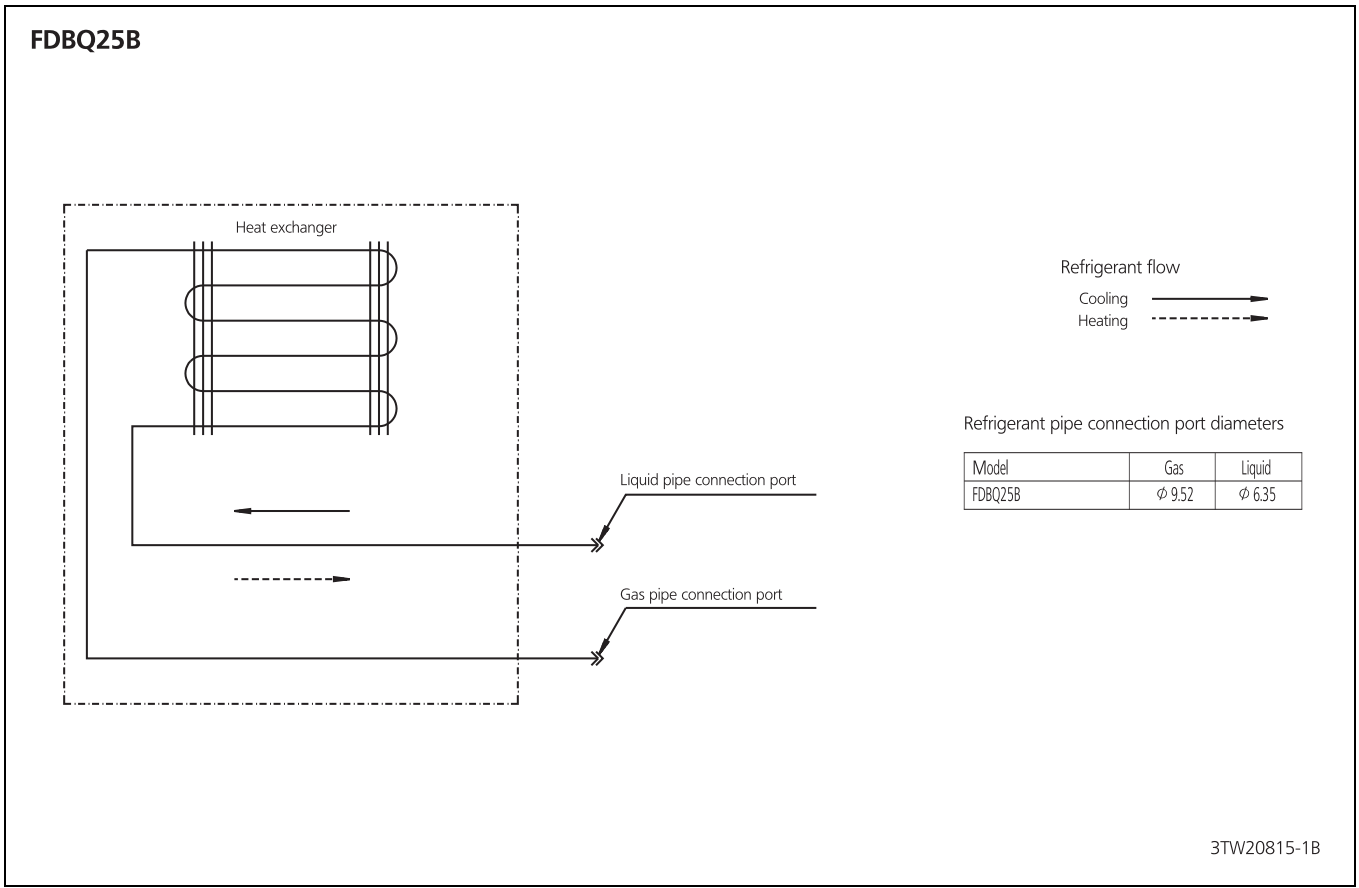 FDBQ25B
Heat exchanger
Refrigerant flow
Cooling
Heating
Refrigerant pipe connection port diameters
Model Gas Liquid
FDBQ25B Φ 9.52 Φ 6.35
Liquid pipe connection port
Gas pipe connection port
3TW20815-1B